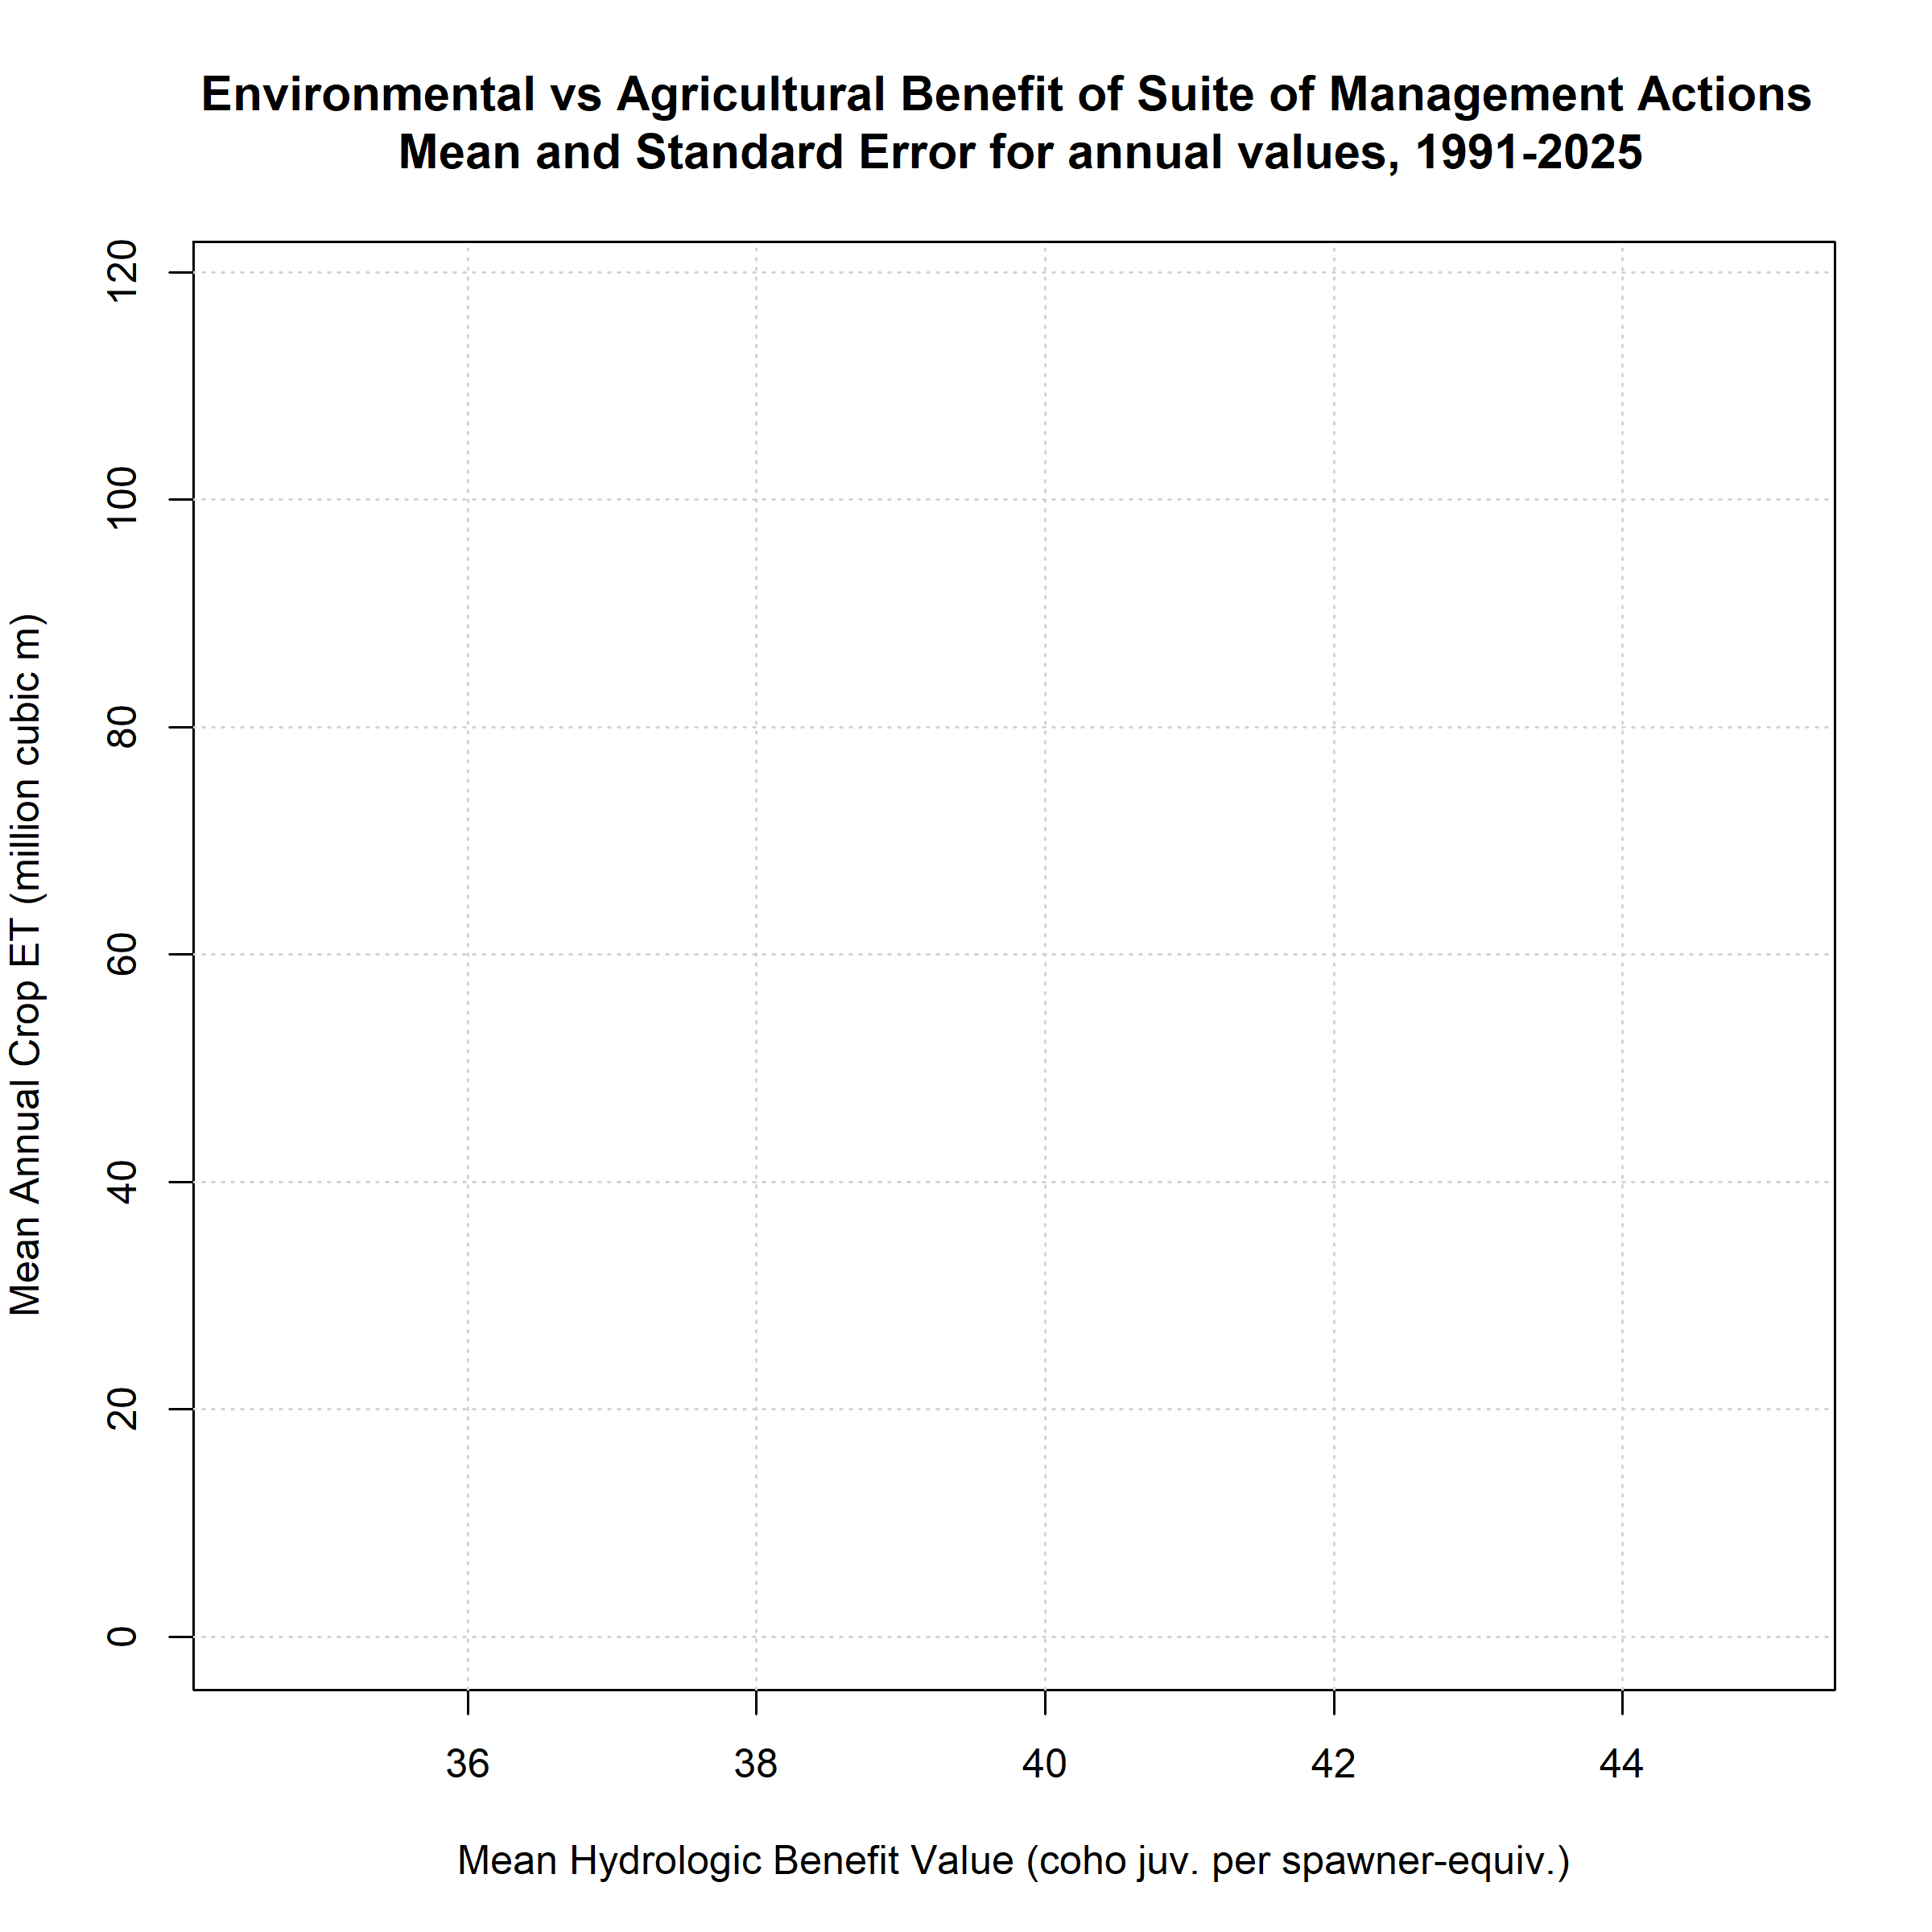 Environmental vs Agricultural Benefit of Suite of Management Actions
Mean and Standard Error for annual values, 1991-2025
Mean Annual Crop ET (million cubic m)
120
100
80
60
40
20
0
36 38 40 42 44
Mean Hydrologic Benefit Value (coho juv. per spawner-equiv.)